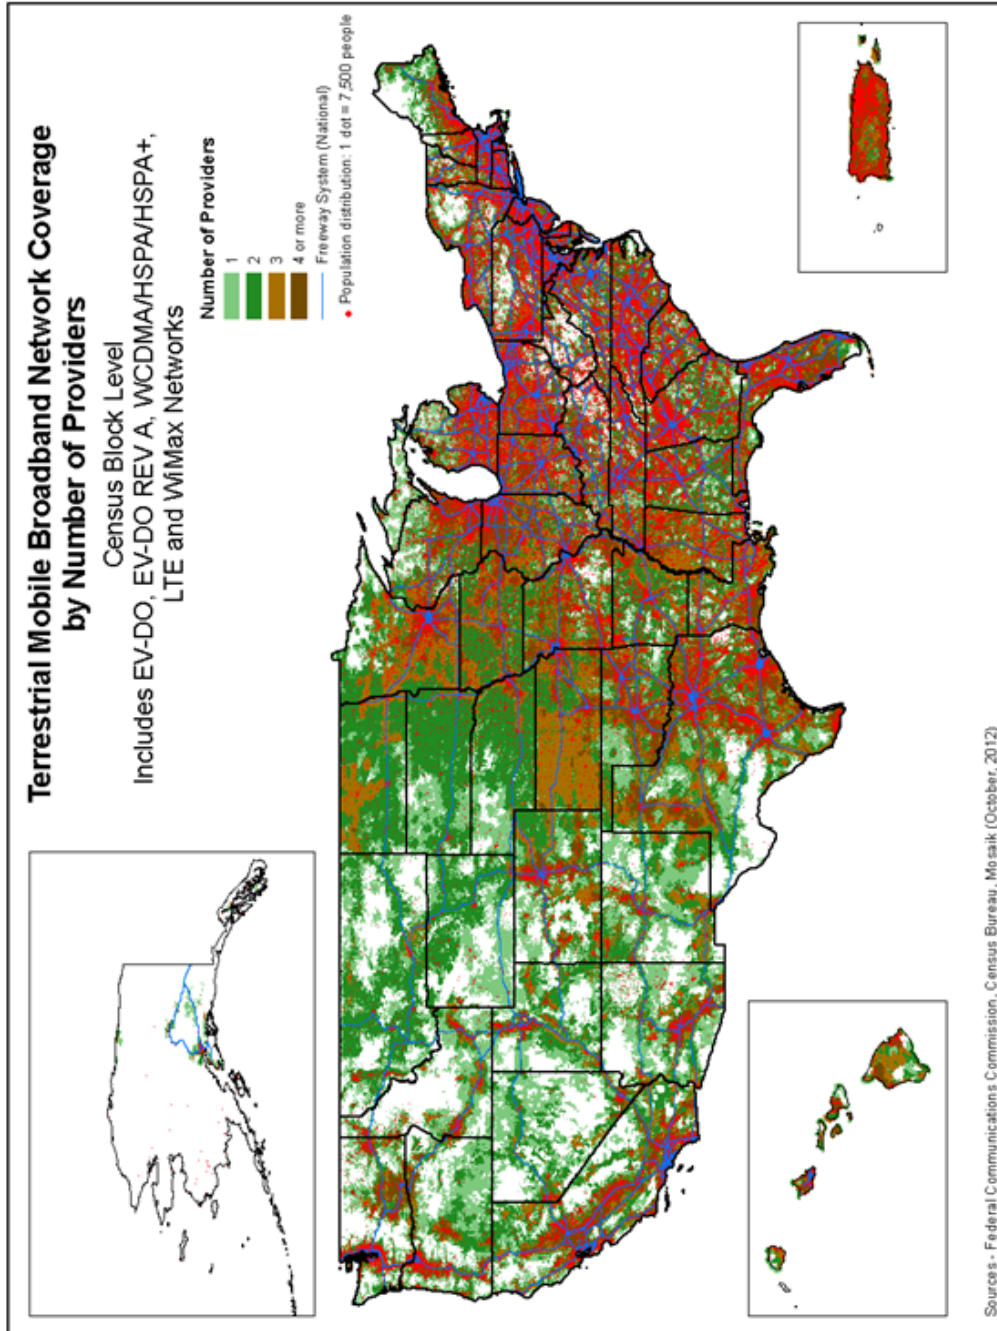 Terrestrial Mobile Broadband Network Coverage
by Number of Providers
Census Block Level
Includes EV-DO, EV-DO REV A, WCDMA/HSPA/HSPA+,
LTE and WiMax Networks
Number of Providers
1
2
3
4 or more
Freeway System (National)
Population distribution: 1 dot = 7,500 people
Sources - Federal Communications Commission, Census Bureau, Mosaik (October, 2012)